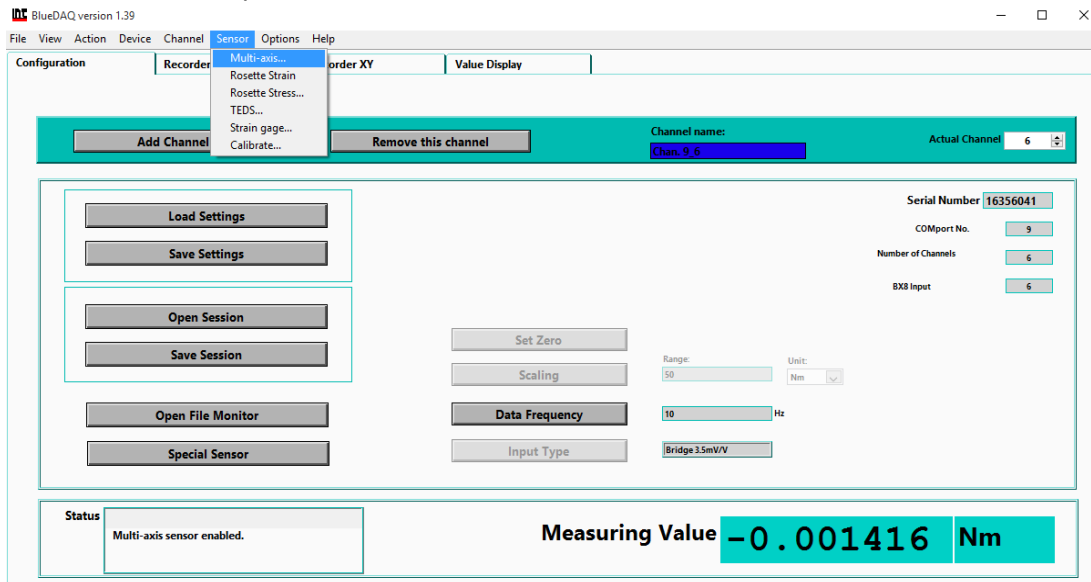 BlueDAQ version 1.39
File View Action Device Channel Sensor Options Help
Multi-axis...
Rosette Strain
Rosette Stress...
TEDS...
Strain gage...
Calibrate...
Configuration Recorder order XY Value Display
Add Channel Remove this channel
Channel name:
Chan. 9_6
Actual Channel 6
Load Settings
Save Settings
Open Session
Save Session
Open File Monitor
Special Sensor
Serial Number 16356041
COMport No. 9
Number of Channels 6
BX8 Input 6
Set Zero
Scaling
Range:
50
Unit:
Nm
Data Frequency 10 Hz
Input Type Bridge 3.5mV/V
Status
Multi-axis sensor enabled.
Measuring Value -0.001416 Nm